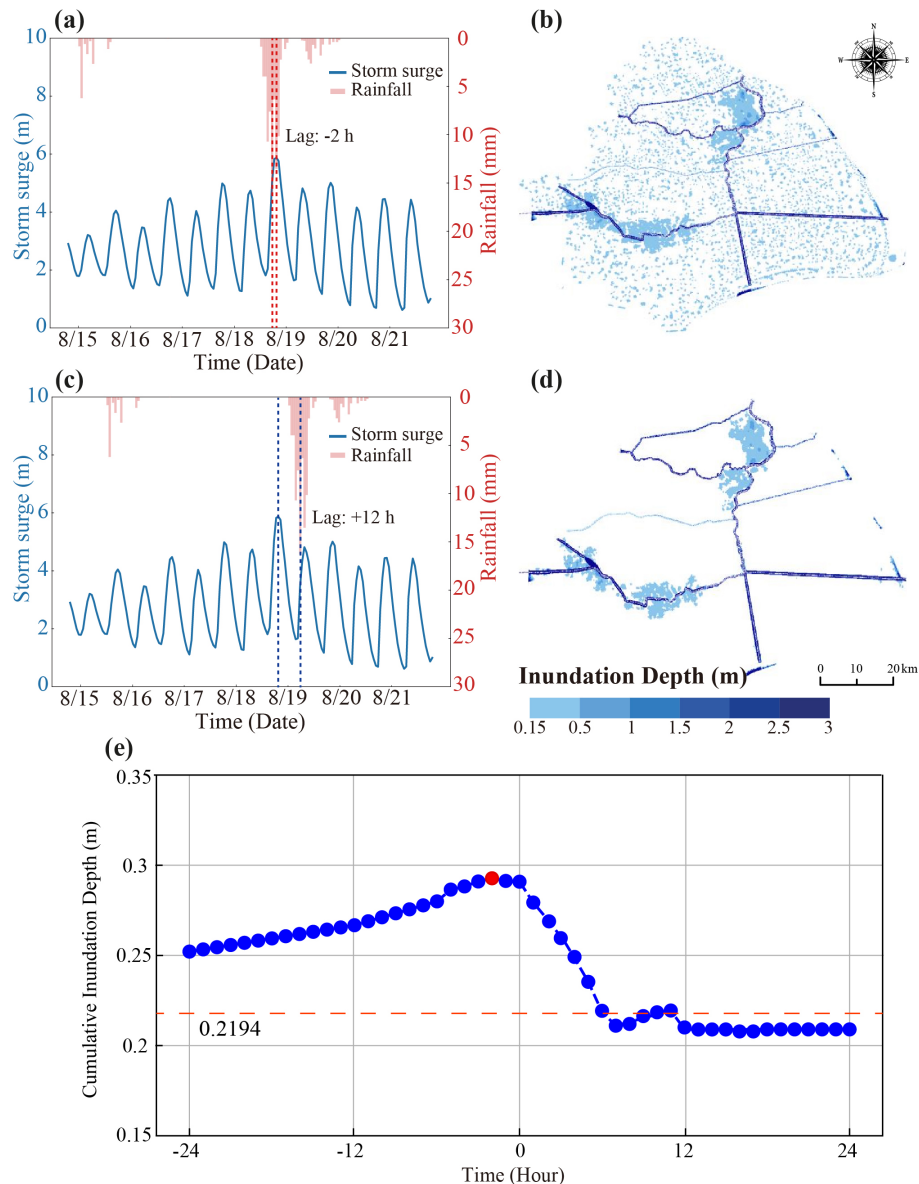 (a)
10
8
6
4
2
0
Storm surge (m)
0
5
10
15
20
25
30
Rainfall (mm)
Storm surge
Rainfall
Lag: -2 h
8/15 8/16 8/17 8/18 8/19 8/20 8/21
Time (Date)
(b)
N
W E
S
(c)
10
8
6
4
2
0
Storm surge (m)
0
5
10
15
20
25
30
Rainfall (mm)
Storm surge
Rainfall
Lag: +12 h
8/15 8/16 8/17 8/18 8/19 8/20 8/21
Time (Date)
(d)
Inundation Depth (m)
0.15 0.5 1 1.5 2 2.5 3
0 10 20 km
(e)
0.35
0.3
0.25
0.2
0.15
Cumulative Inundation Depth (m)
0.2194
-24 -12 0 12 24
Time (Hour)